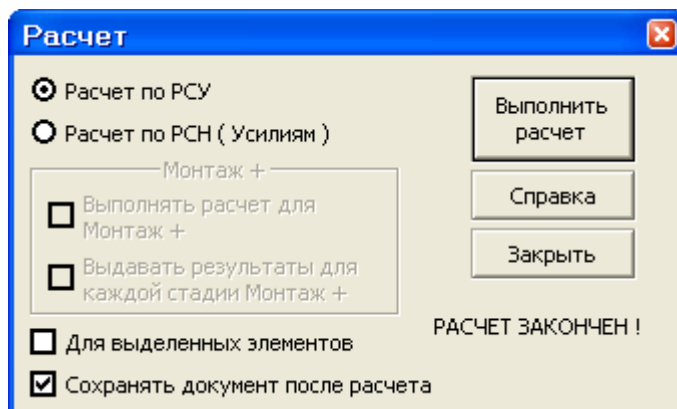 Расчет
Расчет по РСУ
Расчет по РСН ( Усилиям )
Монтаж +
Выполнять расчет для
Монтаж +
Выдавать результаты для
каждой стадии Монтаж +
Для выделенных элементов
Сохранять документ после расчета
Выполнить
расчет
Справка
Закрыть
РАСЧЕТ ЗАКОНЧЕН !